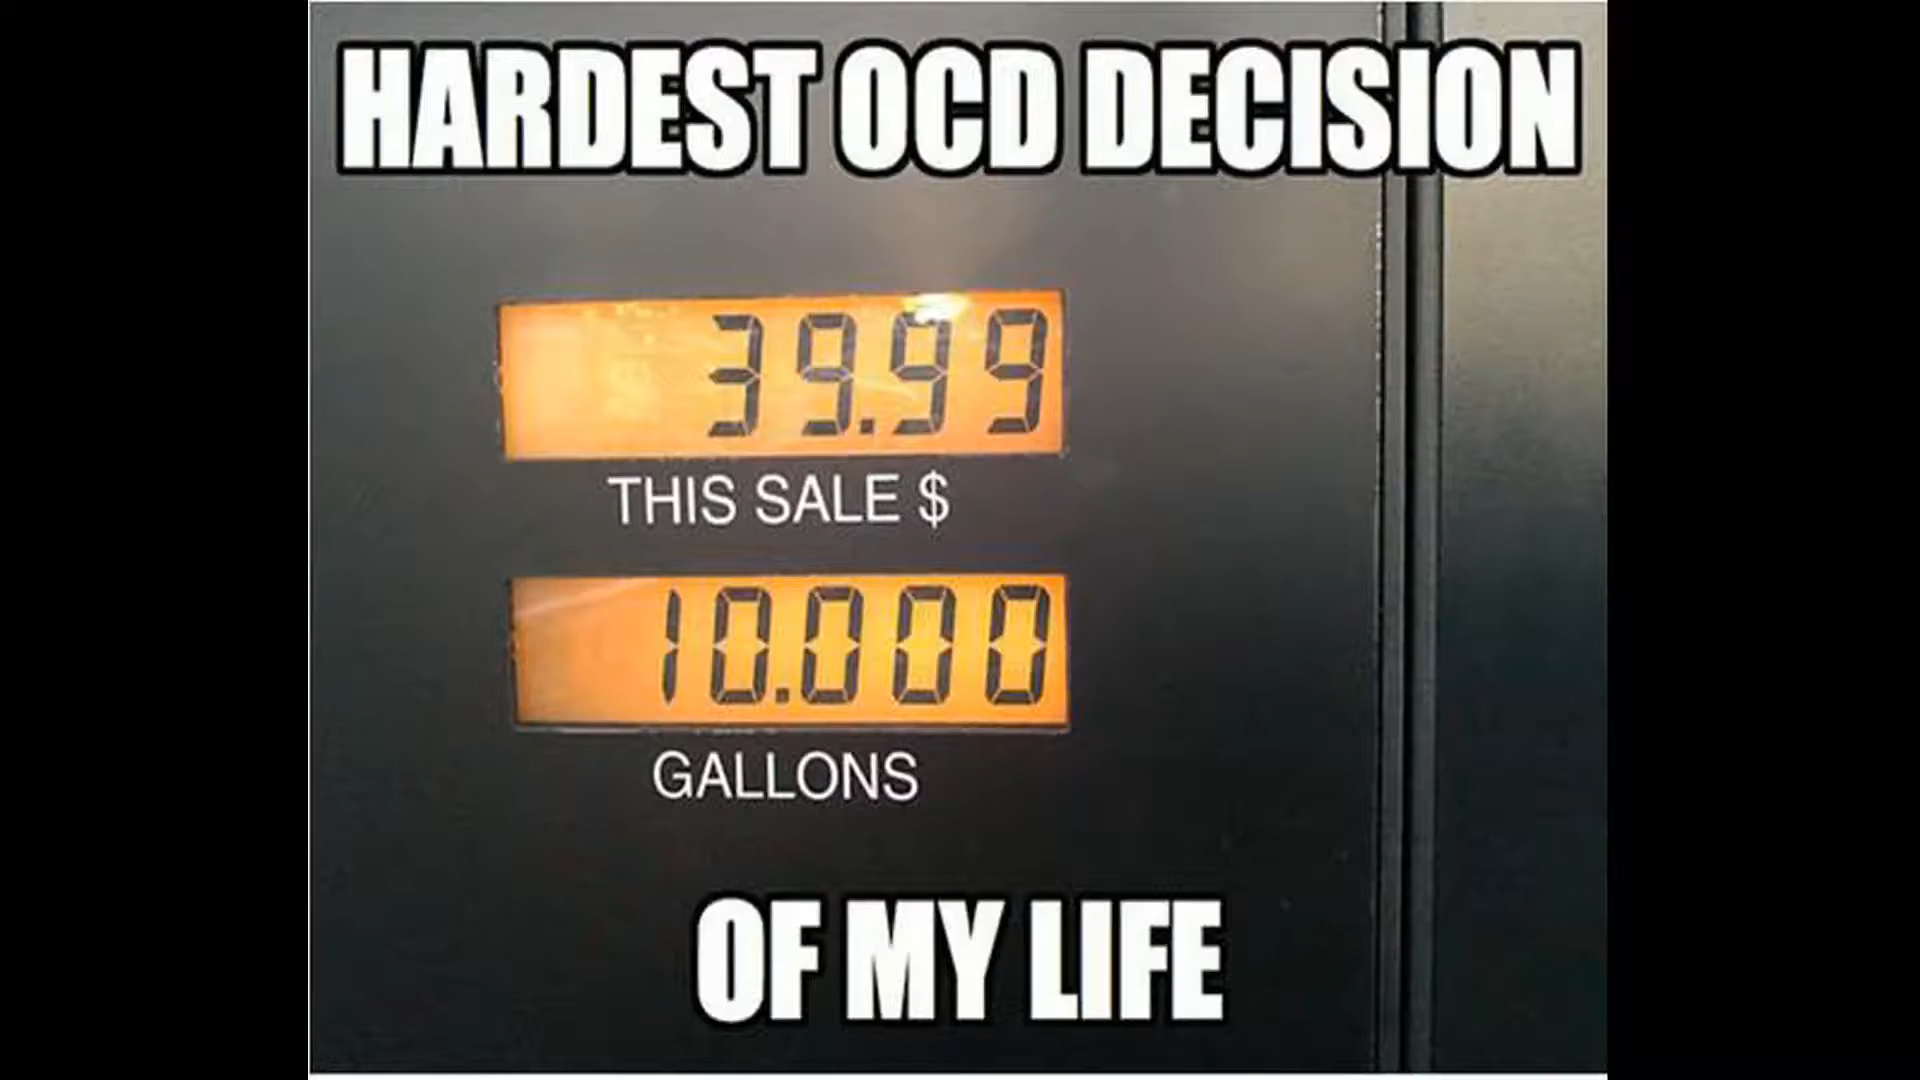 HARDEST OCD DECISION
39.99
THIS SALE $
10.000
GALLONS
OF MY LIFE